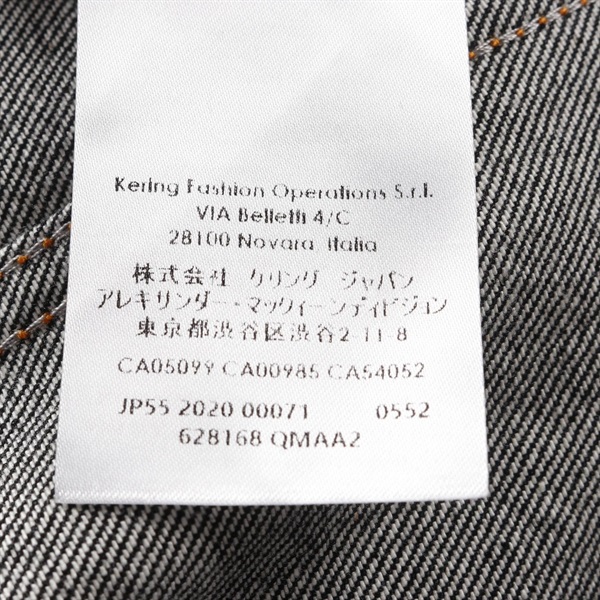 Kering Fashion Operations S.r.l.
VIA Belletti 4/C
28100 Novara Italia
株式会社 ケリング ジャパン
アレキサンダー・マックィーンディビジョン
東京都渋谷区渋谷2-11-8
CA05099 CA00985 CA54052
JP55 2020 00071 0552
628168 QMAA2